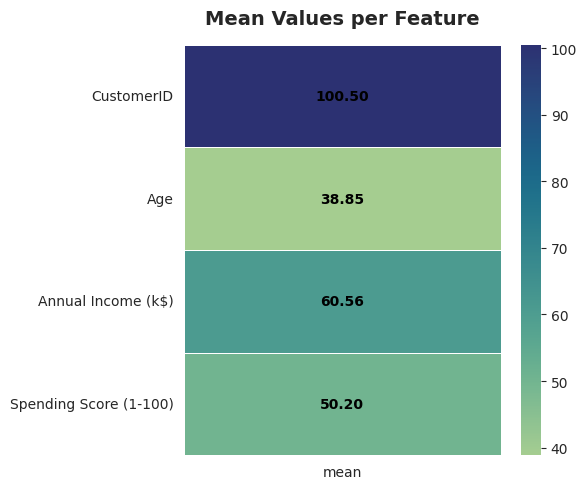 Mean Values per Feature
CustomerID
100.50
Age
38.85
Annual Income (k$)
60.56
Spending Score (1-100)
50.20
mean
100
90
80
70
60
50
40